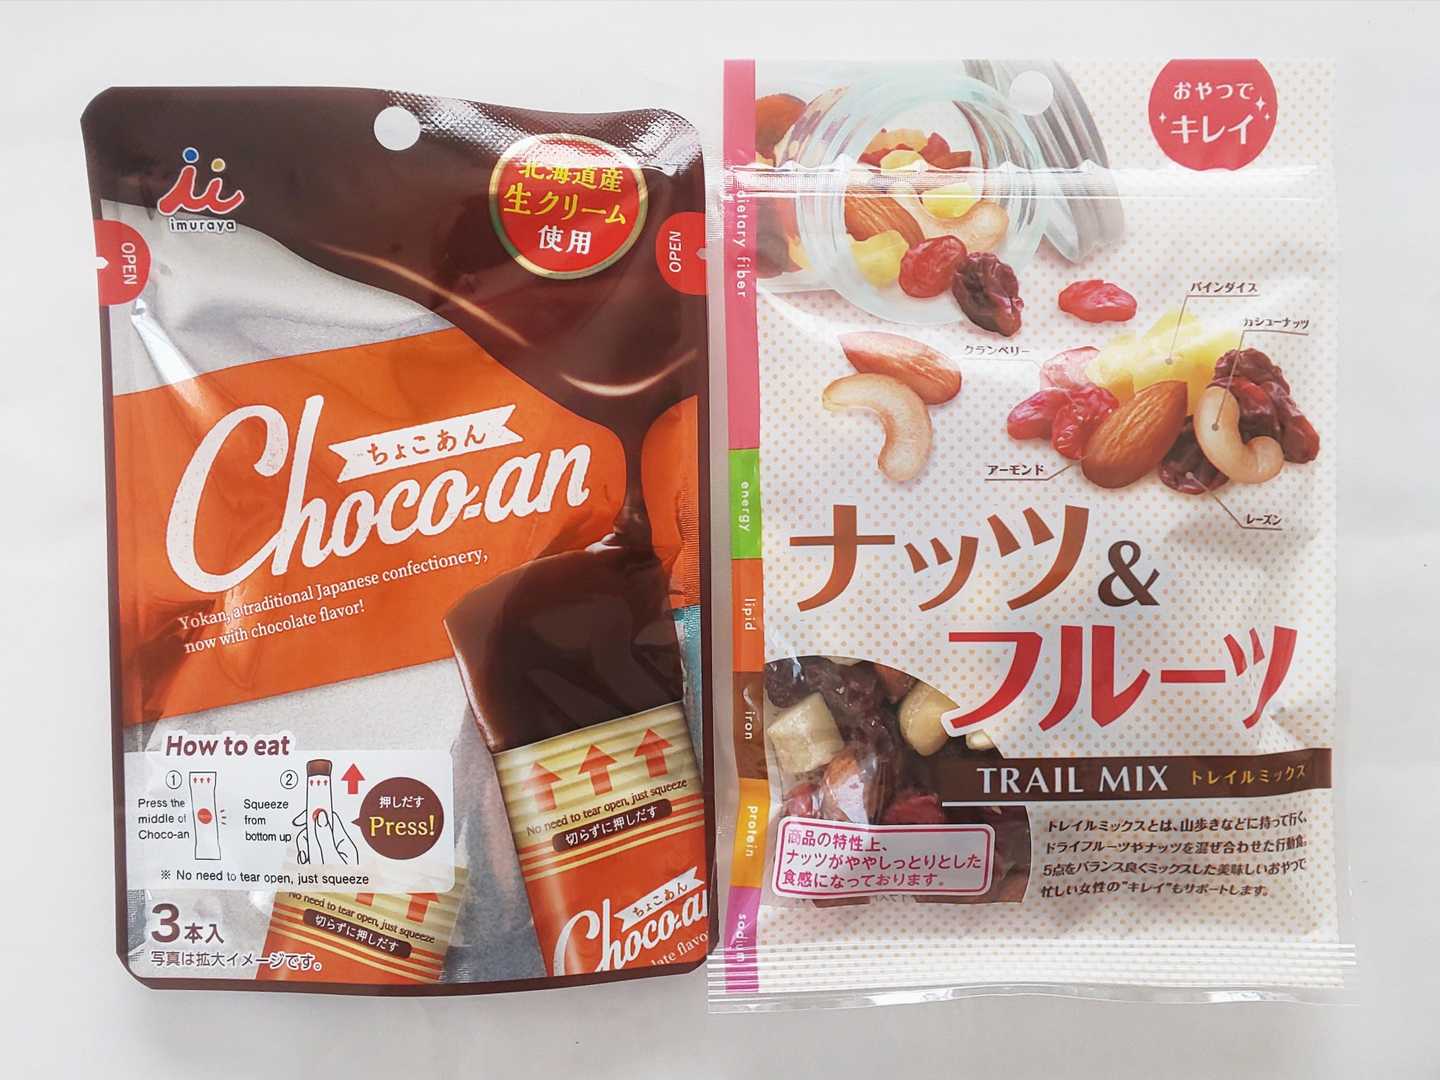 imuraya
OPEN
北海道産
生クリーム
使用
OPEN
ちょこあん
Choco-an
Yokan, a traditional Japanese confectionery,
now with chocolate flavor!
How to eat
①
Press the
middle of
Choco-an
②
Squeeze
from
bottom up
押しだす
Press!
※ No need to tear open, just squeeze
3本入
写真は拡大イメージです。
No need to tear open, just squeeze
切らずに押しだす
No need to tear open, just squeeze
切らずに押しだす
ちょこあん
Choco-a
late flavo
おやつで
キレイ
dietary fiber
energy
lipid
iron
protein
sodium
パインダイス
カシューナッツ
クランベリー
アーモンド
レーズン
ナッツ&
フルーツ
TRAIL MIX トレイルミックス
トレイルミックスとは、山歩きなどに持って行く、
ドライフルーツやナッツを混ぜ合わせた行動食。
5点をバランス良くミックスした美味しいおやつで
忙しい女性の"キレイ"もサポートします。
商品の特性上、
ナッツがややしっとりとした
食感になっております。